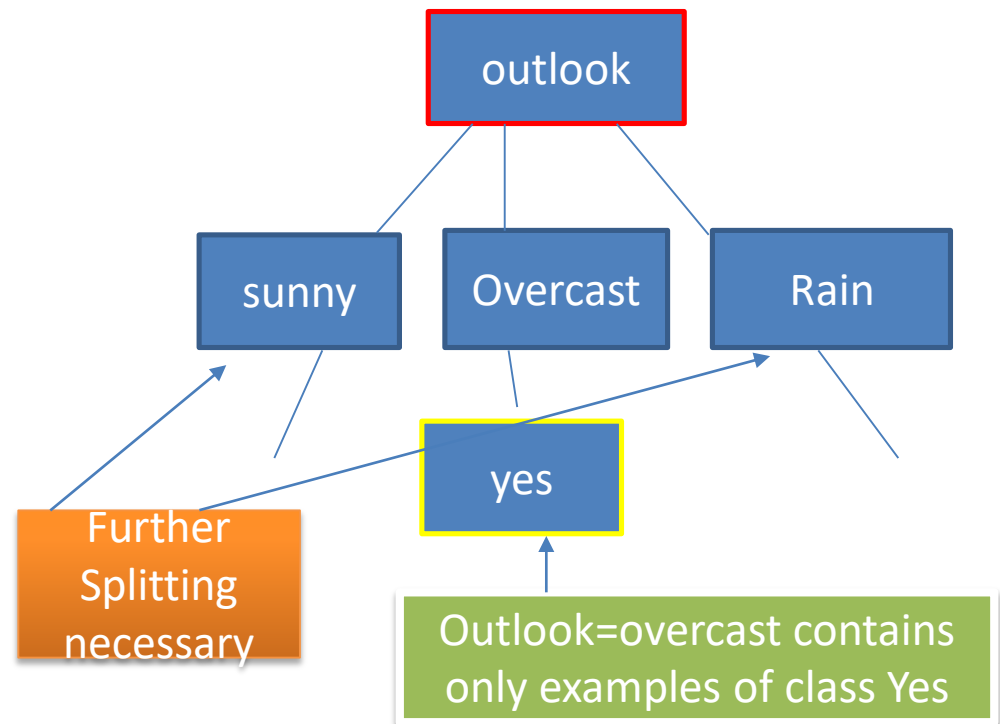 outlook
sunny
Overcast
Rain
yes
Further
Splitting
necessary
Outlook=overcast contains
only examples of class Yes